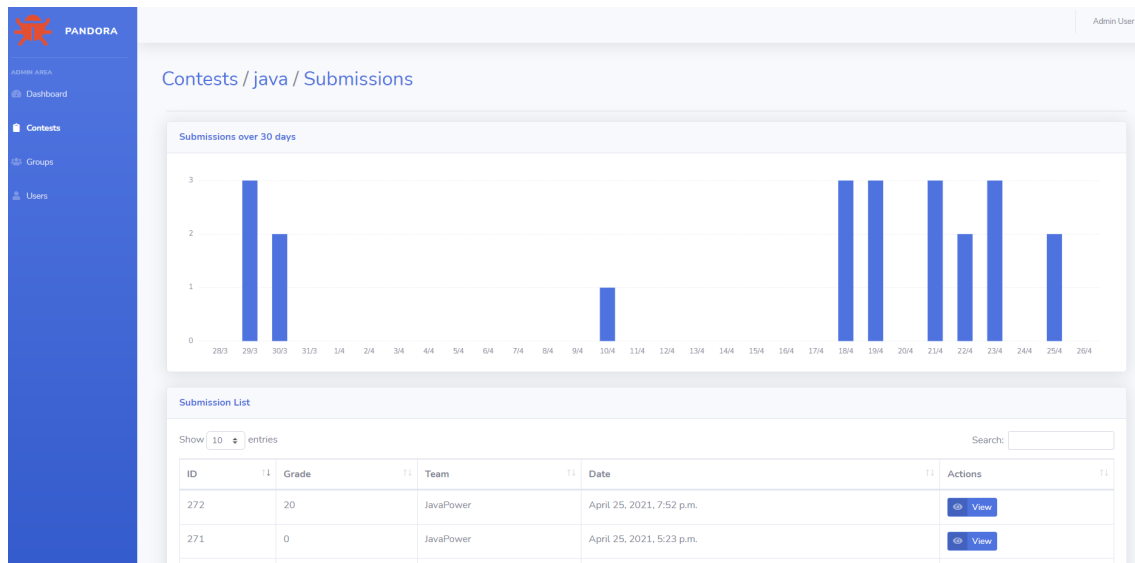 PANDORA
Admin User
ADMIN AREA
Dashboard
Contests
Groups
Users
Contests / java / Submissions
Submissions over 30 days
3
2
1
0
28/3 29/3 30/3 31/3 1/4 2/4 3/4 4/4 5/4 6/4 7/4 8/4 9/4 10/4 11/4 12/4 13/4 14/4 15/4 16/4 17/4 18/4 19/4 20/4 21/4 22/4 23/4 24/4 25/4 26/4
Submission List
Show 10 entries Search:
ID Grade Team Date Actions
272 20 JavaPower April 25, 2021, 7:52 p.m. View
271 0 JavaPower April 25, 2021, 5:23 p.m. View